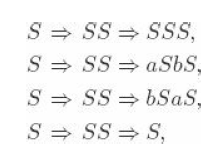 S ⇒ SS ⇒ SSS,
S ⇒ SS ⇒ aSbS,
S ⇒ SS ⇒ bSaS,
S ⇒ SS ⇒ S,